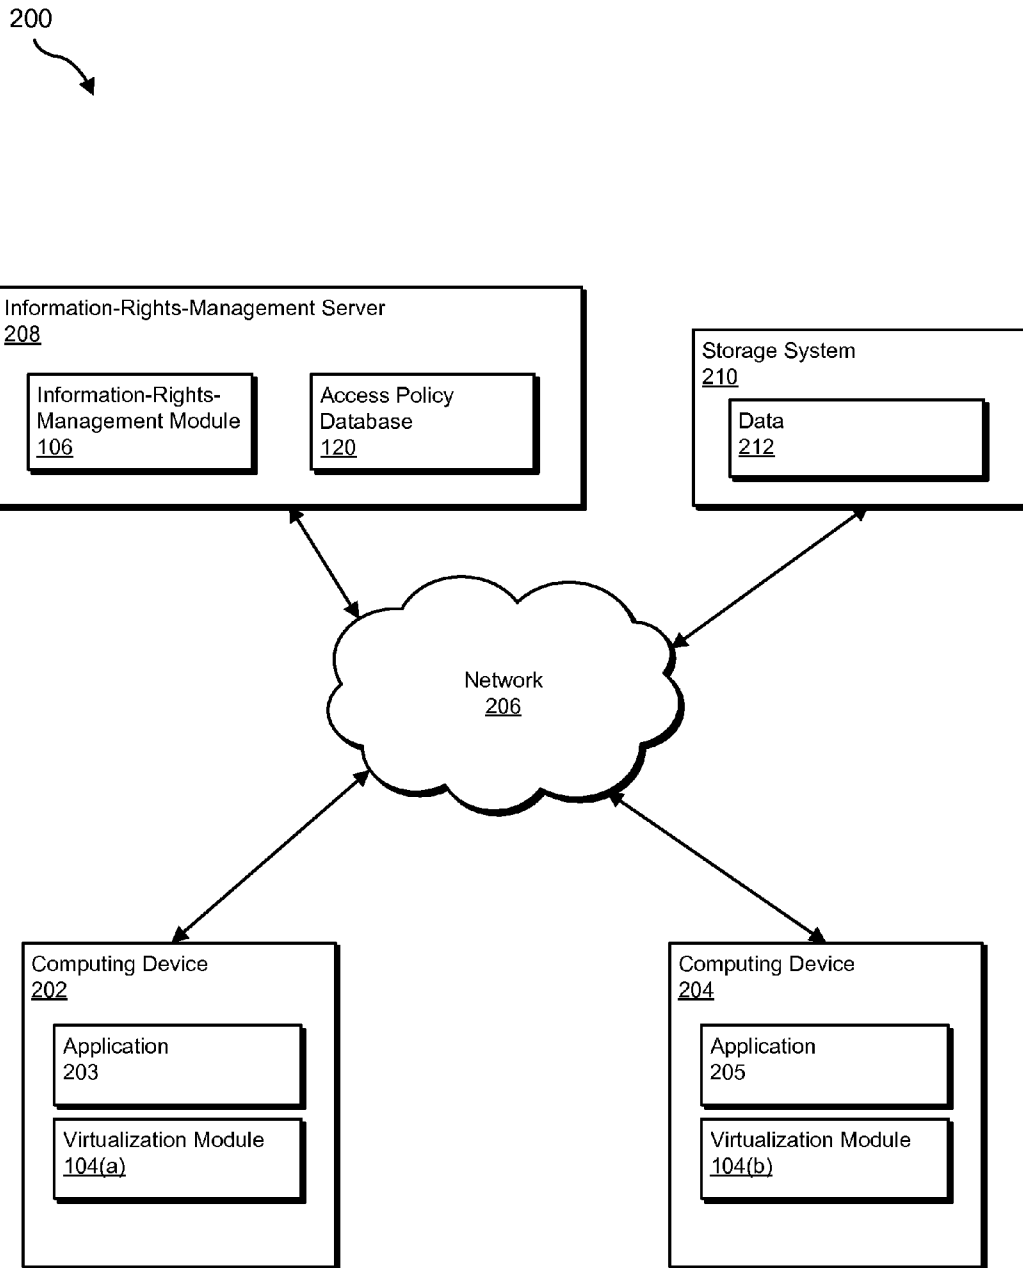 200
Information-Rights-Management Server
208
Information-Rights-
Management Module
106
Access Policy
Database
120
Storage System
210
Data
212
Network
206
Computing Device
202
Application
203
Virtualization Module
104(a)
Computing Device
204
Application
205
Virtualization Module
104(b)